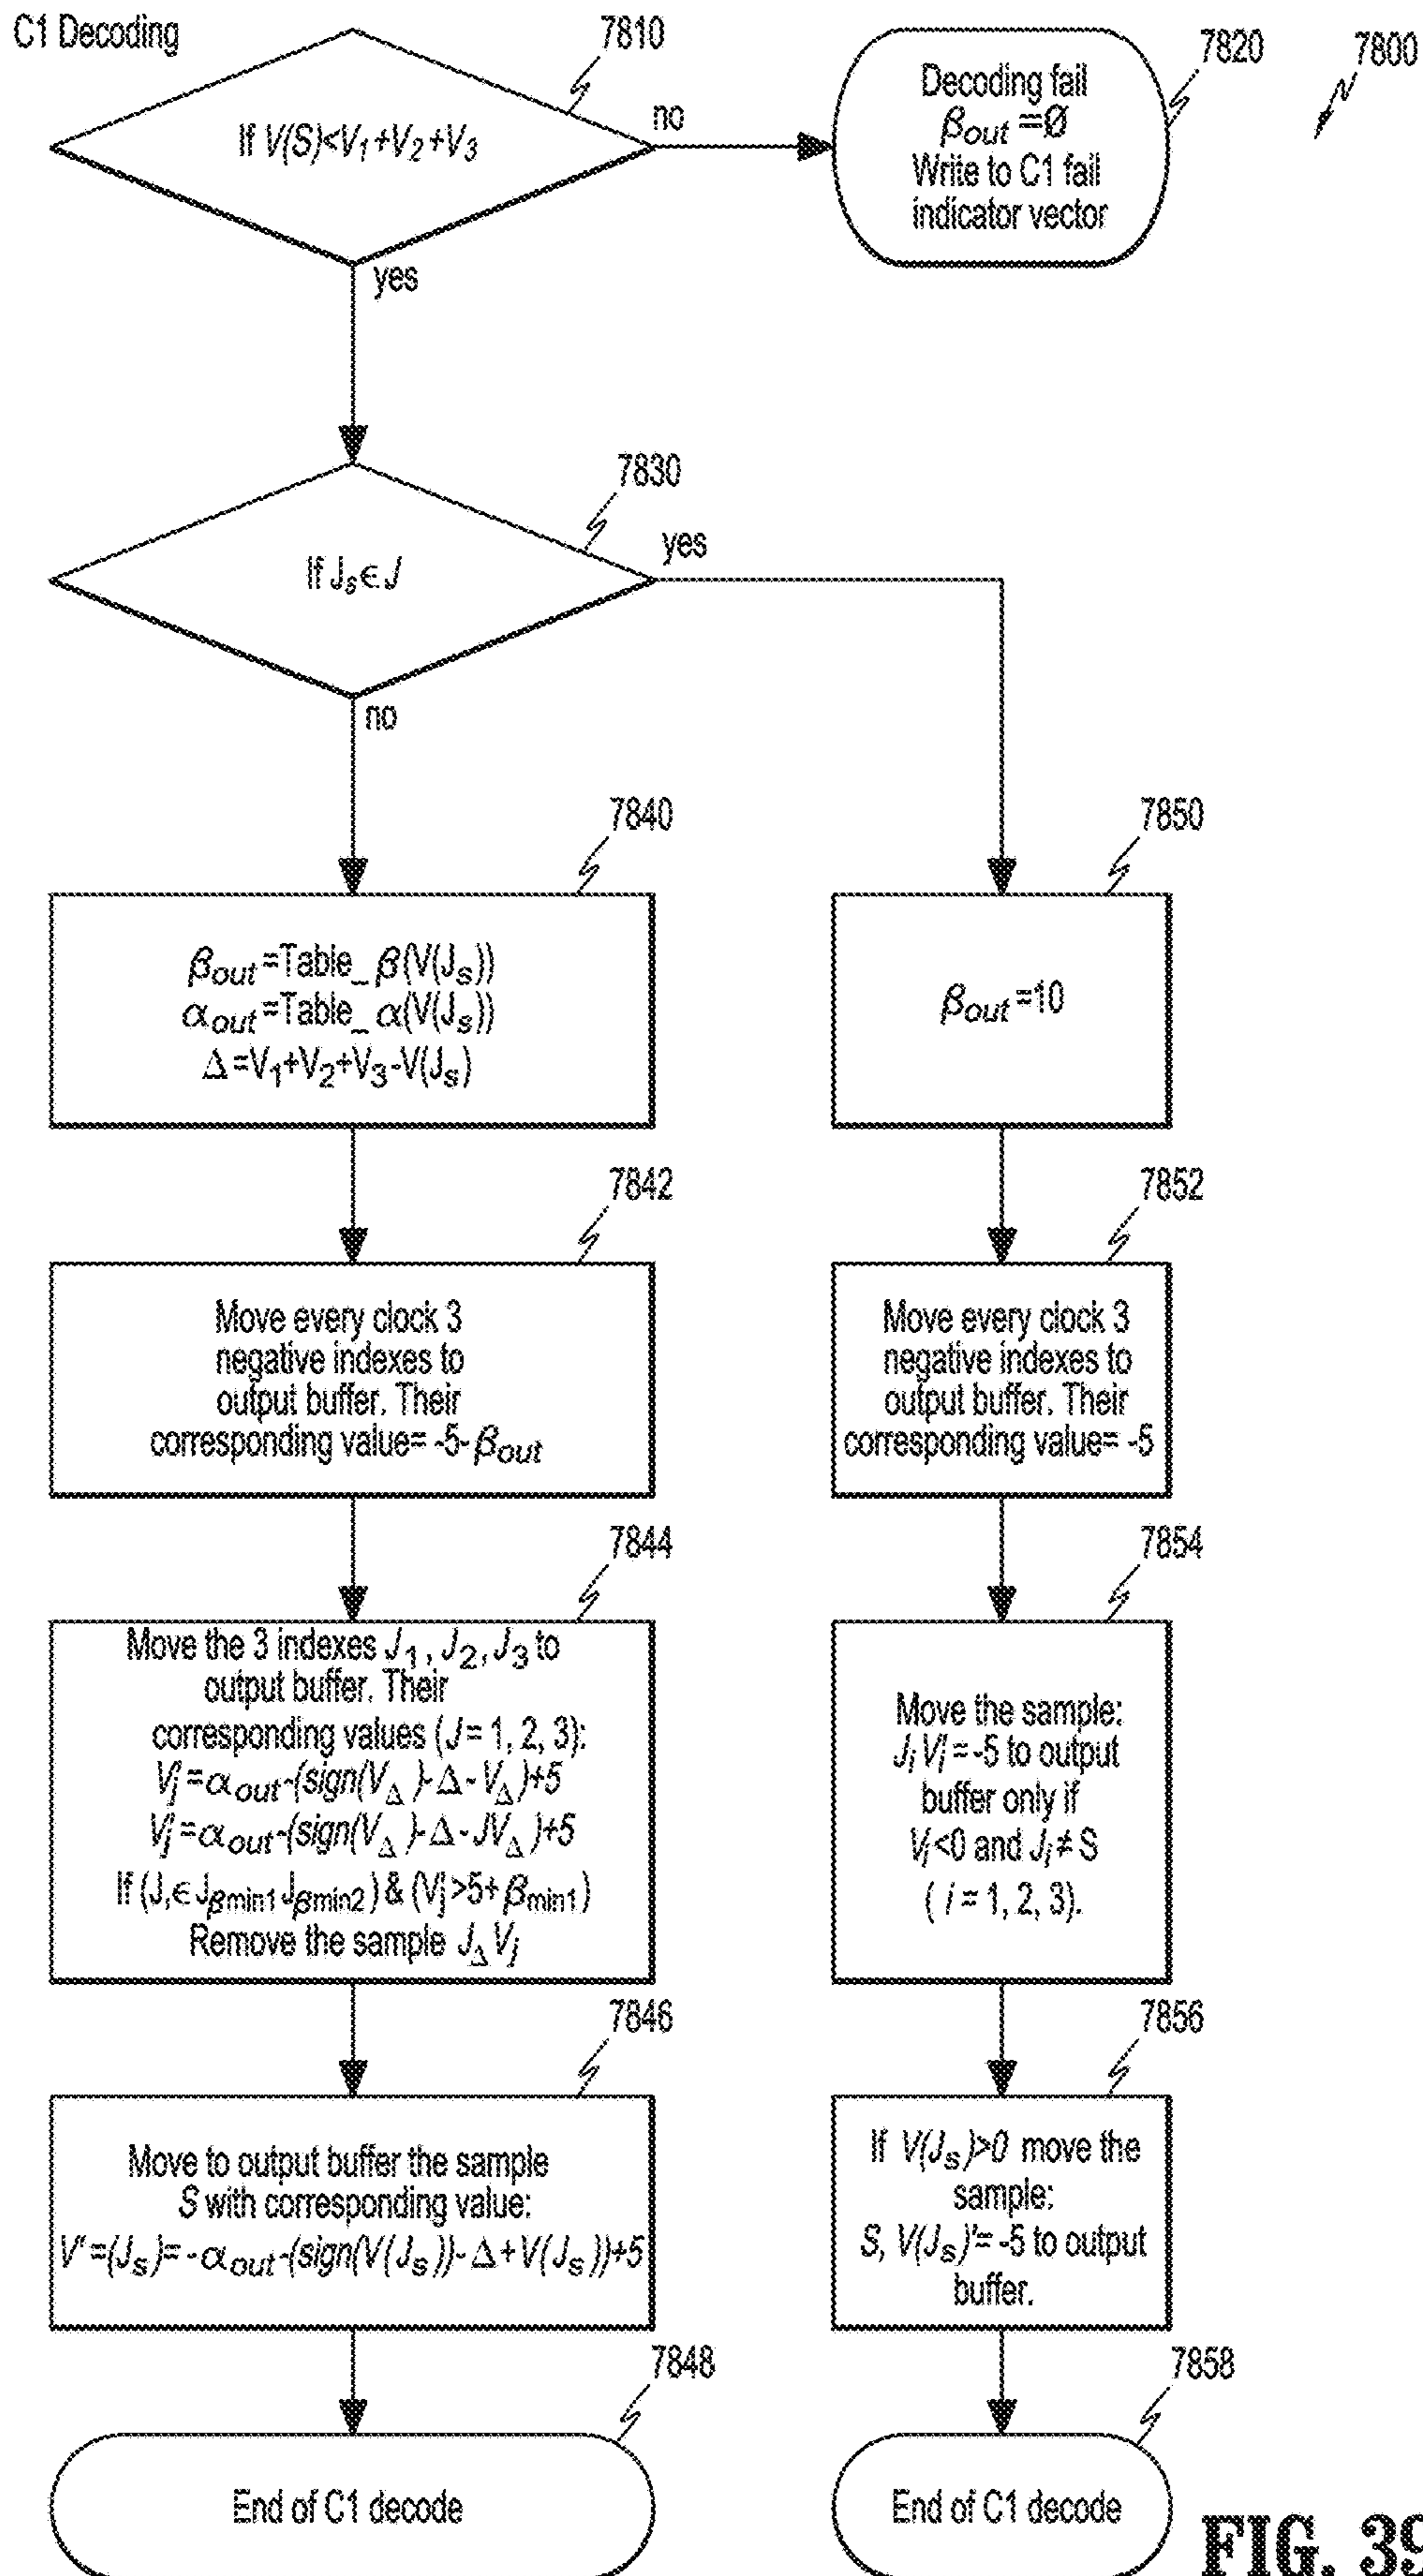 C1 Decoding
7810
If V(S)<V₁+V₂+V₃
no
yes
Decoding fail
βout=Ø
Write to C1 fail
indicator vector
7820
7800
7830
If Jₛ∈J
yes
no
7840
βout=Table_β(V(Jₛ))
αout=Table_α(V(Jₛ))
Δ=V₁+V₂+V₃-V(Jₛ)
7850
βout=10
7842
Move every clock 3
negative indexes to
output buffer. Their
corresponding value= -5-βout
7852
Move every clock 3
negative indexes to
output buffer. Their
corresponding value= -5
7844
Move the 3 indexes J₁, J₂, J₃ to
output buffer. Their
corresponding values (J= 1, 2, 3):
Vj'=αout-(sign(VΔ)-Δ-VΔ)+5
Vj'=αout-(sign(VΔ)-Δ-JVΔ)+5
If (J,∈Jβmin1Jβmin2) & (Vj>5+βmin1)
Remove the sample JΔVj
7854
Move the sample:
JᵢVᵢ=-5 to output
buffer only if
Vᵢ<0 and Jᵢ≠S
( i = 1, 2, 3).
7846
Move to output buffer the sample
S with corresponding value:
V'=(Jₛ)= -αout-(sign(V(Jₛ))-Δ+V(Jₛ))+5
7856
If V(Jₛ)>0 move the
sample:
S, V(Jₛ)'= -5 to output
buffer.
7848
End of C1 decode
7858
End of C1 decode
FIG. 39